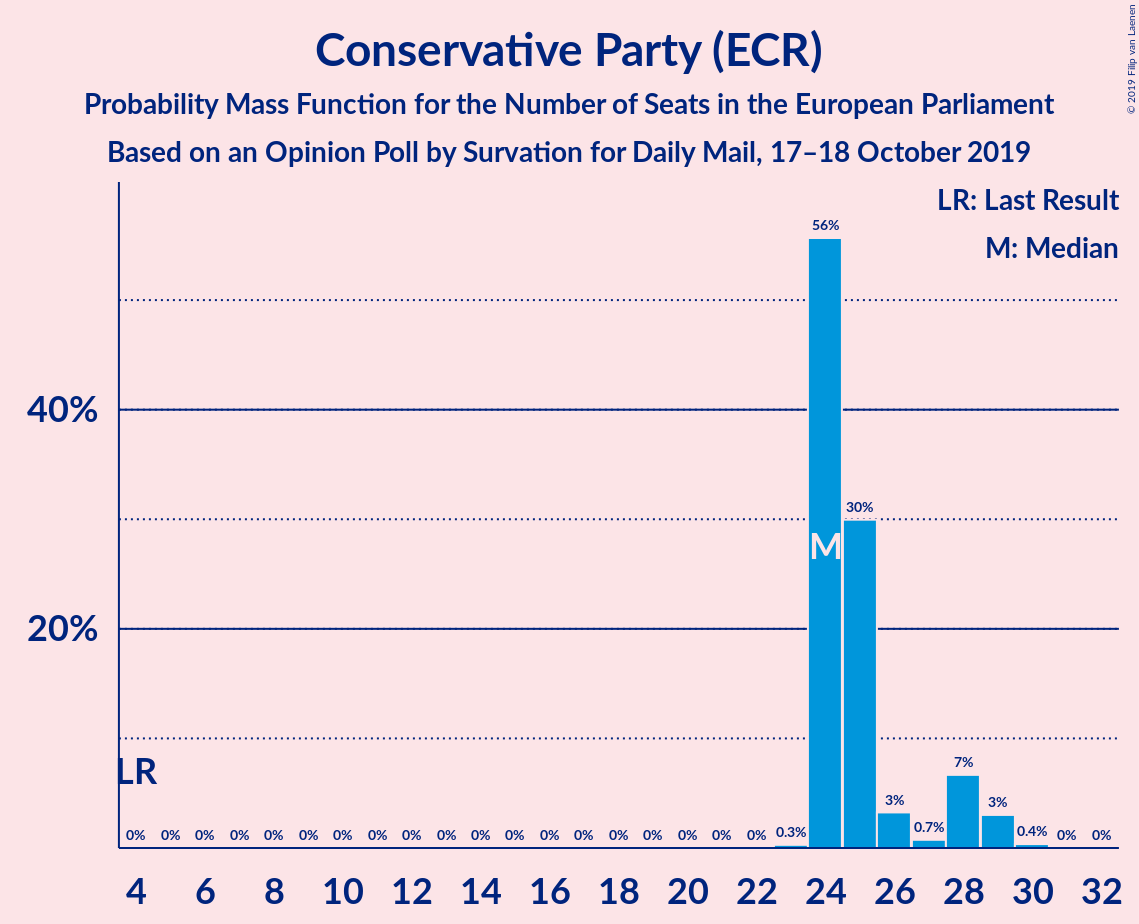 Conservative Party (ECR)
Probability Mass Function for the Number of Seats in the European Parliament
Based on an Opinion Poll by Survation for Daily Mail, 17–18 October 2019
© 2019 Filip van Laenen
LR: Last Result
M: Median
56%
40%
30%
M
20%
LR
7%
3%
3%
0% 0% 0% 0% 0% 0% 0% 0% 0% 0% 0% 0% 0% 0% 0% 0% 0% 0% 0% 0.3% 0.7% 0.4% 0% 0%
4 6 8 10 12 14 16 18 20 22 24 26 28 30 32